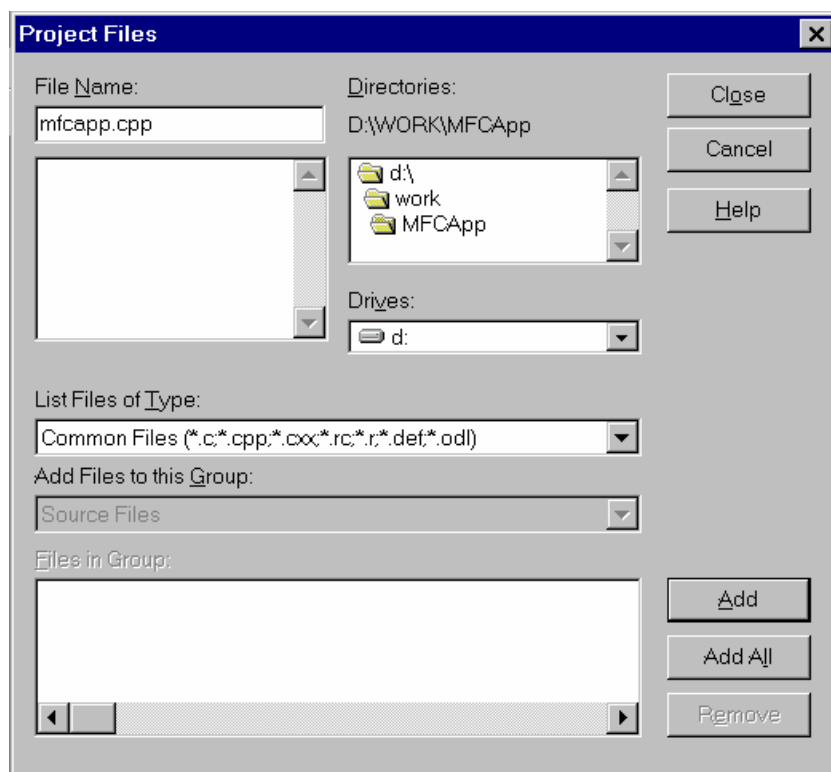 Project Files
File Name:
mfcapp.cpp
Directories:
D:\WORK\MFCApp
d:\
work
MFCApp
Drives:
d:
Close
Cancel
Help
List Files of Type:
Common Files (*.c;*.cpp;*.cxx;*.rc;*.r;*.def;*.odl)
Add Files to this Group:
Source Files
Files in Group:
Add
Add All
Remove